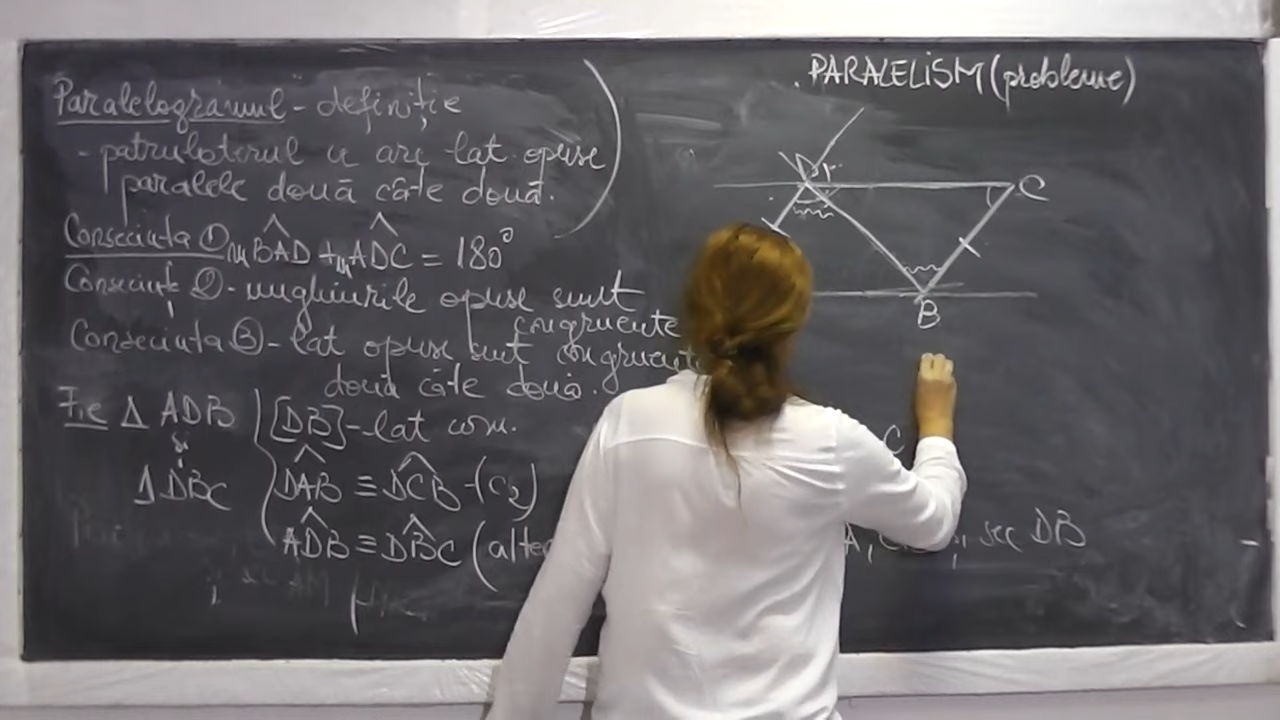 Paralelogramul - definiție
- patrulaterul ce are lat. opuse
paralele două câte două.
Consecința ① m BAD + m ADC = 180°
Consecința ② - unghiurile opuse sunt
congruente
Consecința ③ - lat opuse sunt congruente
două câte două.
Fie Δ ADB
și
Δ DBC
[DB] - lat com.
DAB ≡ DCB - (C2)
ADB ≡ DBC (alte
A,
, sec DB
PARALELISM (probleme)
C
B
C